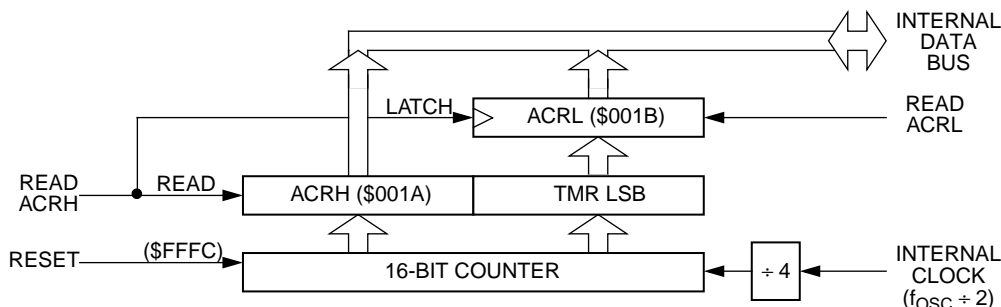 INTERNAL
DATA
BUS
LATCH
ACRL ($001B)
READ
ACRL
READ
ACRH
READ
ACRH ($001A)
TMR LSB
RESET
($FFFC)
16-BIT COUNTER
÷ 4
INTERNAL
CLOCK
(fOSC ÷ 2)